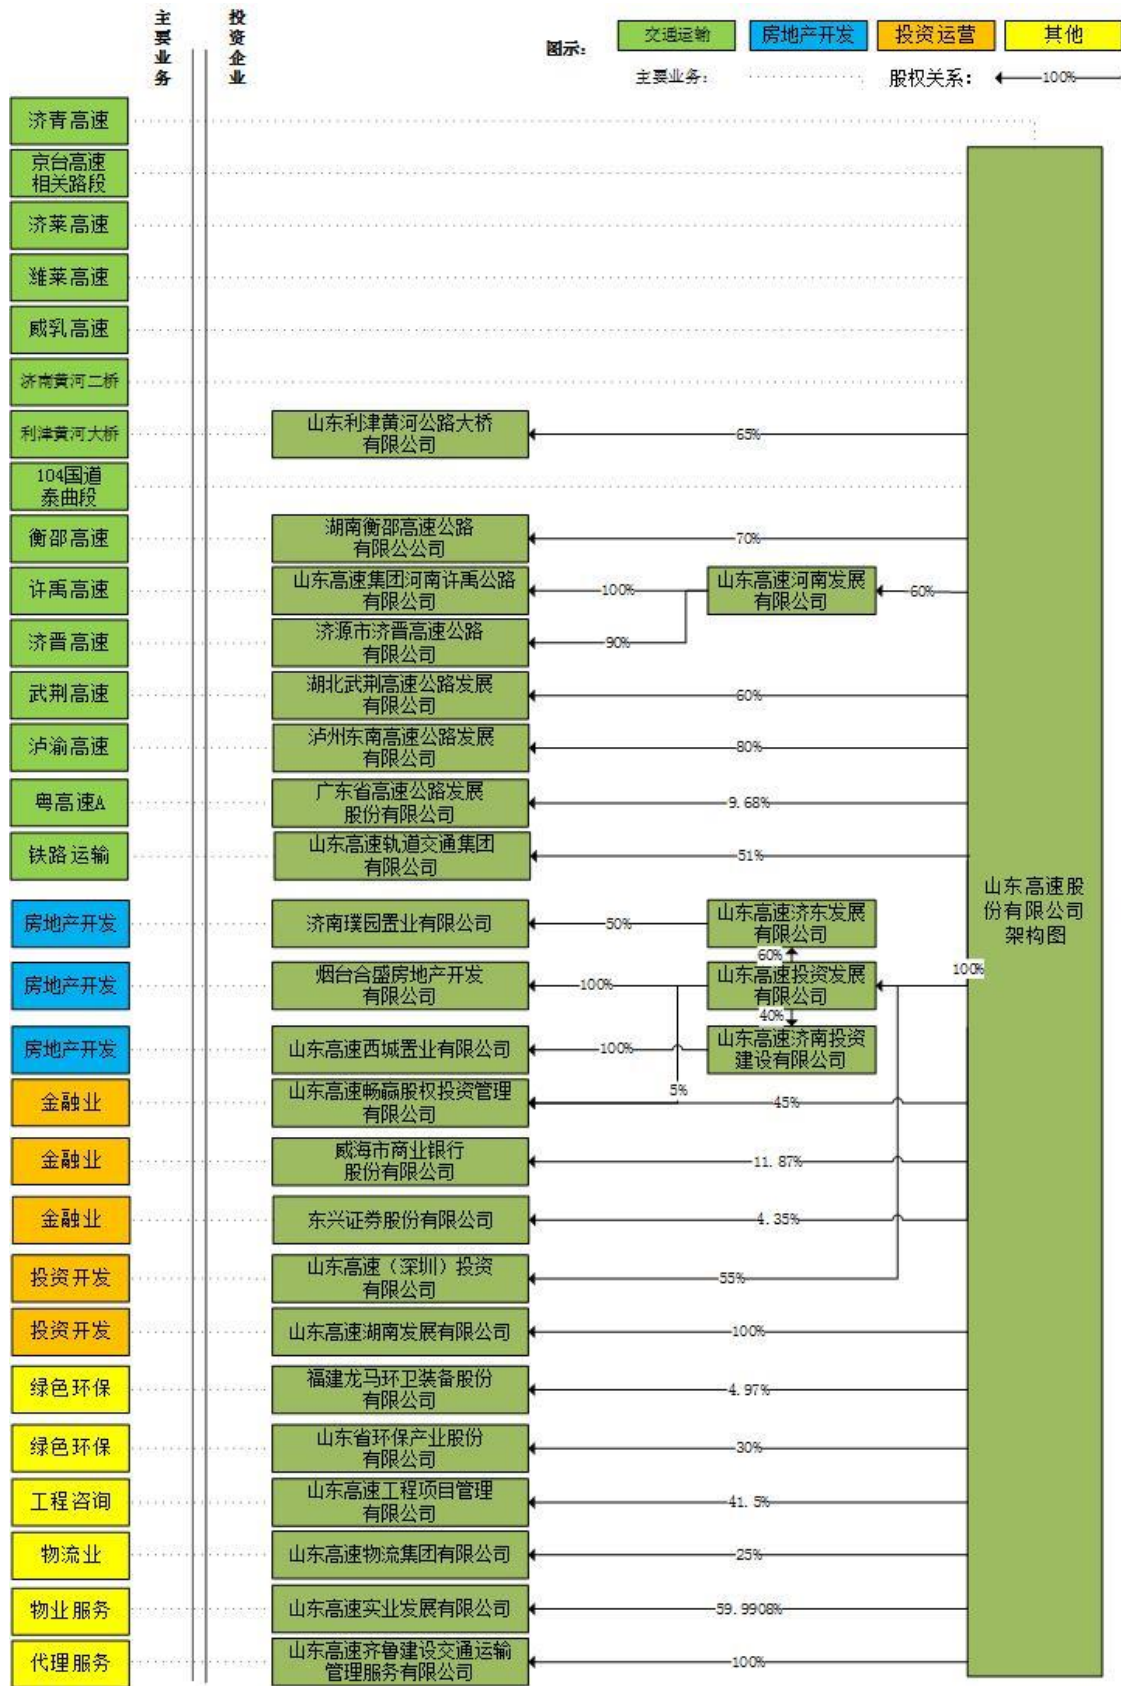 主要业务
投资企业
图示：
交通运输
房地产开发
投资运营
其他
主要业务：
股权关系：
100%
济青高速
京台高速
相关路段
济莱高速
潍莱高速
威乳高速
济南黄河二桥
利津黄河大桥
山东利津黄河公路大桥
有限公司
65%
104国道
泰曲段
衡邵高速
湖南衡邵高速公路
有限公公司
70%
许禹高速
山东高速集团河南许禹公路
有限公司
100%
山东高速河南发展
有限公司
60%
济晋高速
济源市济晋高速公路
有限公司
90%
武荆高速
湖北武荆高速公路发展
有限公司
60%
泸渝高速
泸州东南高速公路发展
有限公司
80%
粤高速A
广东省高速公路发展
股份有限公司
9.68%
铁路运输
山东高速轨道交通集团
有限公司
51%
山东高速股
份有限公司
架构图
房地产开发
济南璞园置业有限公司
50%
山东高速济东发展
有限公司
60%
房地产开发
烟台合盛房地产开发
有限公司
100%
山东高速投资发展
有限公司
100%
40%
房地产开发
山东高速西城置业有限公司
100%
山东高速济南投资
建设有限公司
金融业
山东高速畅赢股权投资管理
有限公司
5%
45%
金融业
威海市商业银行
股份有限公司
11.87%
金融业
东兴证券股份有限公司
4.35%
投资开发
山东高速（深圳）投资
有限公司
55%
投资开发
山东高速湖南发展有限公司
100%
绿色环保
福建龙马环卫装备股份
有限公司
4.97%
绿色环保
山东省环保产业股份
有限公司
30%
工程咨询
山东高速工程项目管理
有限公司
41.5%
物流业
山东高速物流集团有限公司
25%
物业服务
山东高速实业发展有限公司
59.9908%
代理服务
山东高速齐鲁建设交通运输
管理服务有限公司
100%